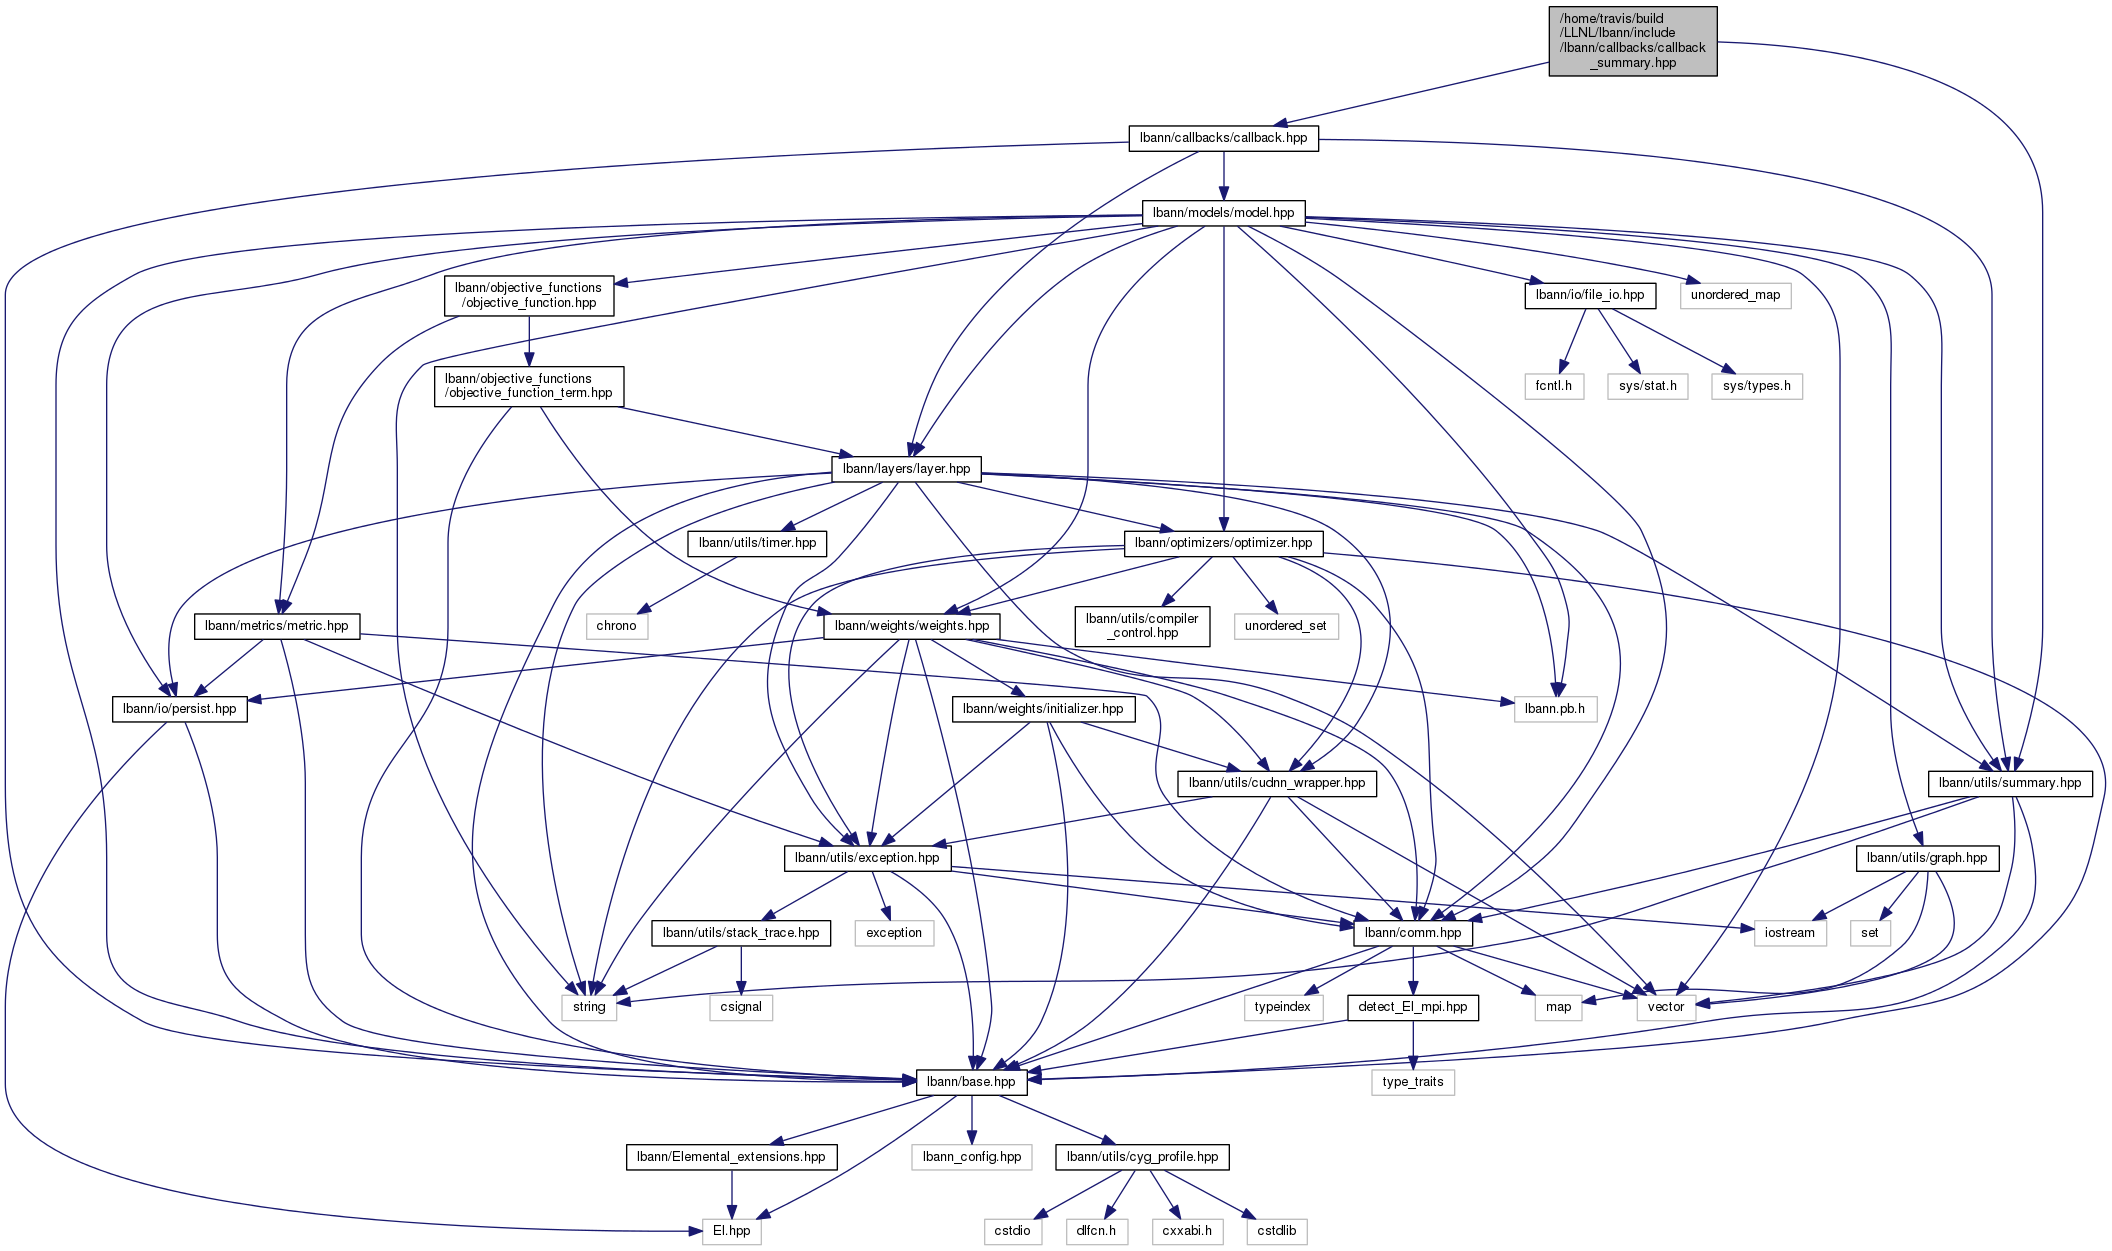 /home/travis/build
/LLNL/lbann/include
/lbann/callbacks/callback
_summary.hpp
lbann/callbacks/callback.hpp
lbann/models/model.hpp
lbann/objective_functions
/objective_function.hpp
lbann/io/file_io.hpp
unordered_map
lbann/objective_functions
/objective_function_term.hpp
fcntl.h
sys/stat.h
sys/types.h
lbann/layers/layer.hpp
lbann/utils/timer.hpp
lbann/optimizers/optimizer.hpp
chrono
lbann/metrics/metric.hpp
lbann/weights/weights.hpp
lbann/utils/compiler
_control.hpp
unordered_set
lbann/io/persist.hpp
lbann/weights/initializer.hpp
lbann.pb.h
lbann/utils/cudnn_wrapper.hpp
lbann/utils/summary.hpp
lbann/utils/exception.hpp
lbann/utils/graph.hpp
lbann/utils/stack_trace.hpp
exception
lbann/comm.hpp
iostream
set
string
csignal
typeindex
detect_El_mpi.hpp
map
vector
lbann/base.hpp
type_traits
lbann/Elemental_extensions.hpp
lbann_config.hpp
lbann/utils/cyg_profile.hpp
El.hpp
cstdio
dlfcn.h
cxxabi.h
cstdlib